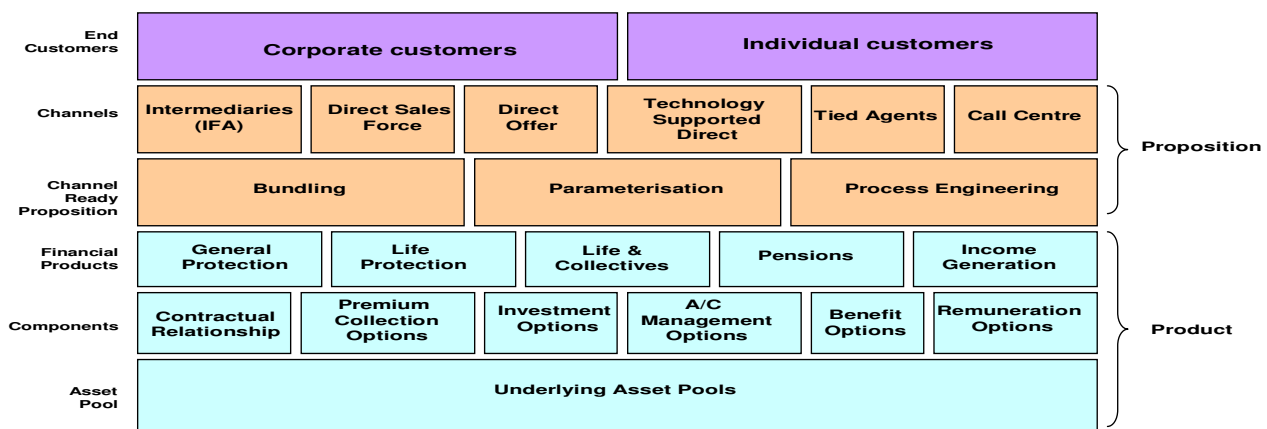 End
Customers
Corporate customers
Individual customers
Channels
Intermediaries
(IFA)
Direct Sales
Force
Direct
Offer
Technology
Supported
Direct
Tied Agents
Call Centre
Proposition
Channel
Ready
Proposition
Bundling
Parameterisation
Process Engineering
Financial
Products
General
Protection
Life
Protection
Life &
Collectives
Pensions
Income
Generation
Components
Contractual
Relationship
Premium
Collection
Options
Investment
Options
A/C
Management
Options
Benefit
Options
Remuneration
Options
Product
Asset
Pool
Underlying Asset Pools